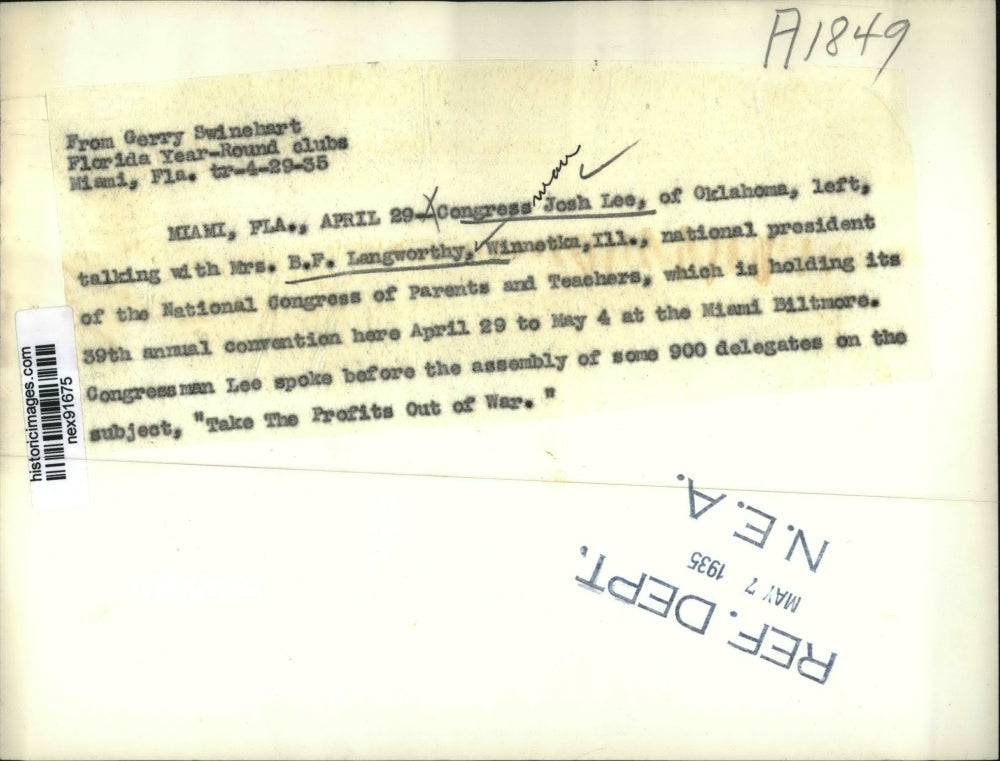 A1849
From Gerry Swinehart
Florida Year-Round clubs
Miami, Fla. tr-4-29-35
man
MIAMI, FLA., APRIL 29-Congress Josh Lee, of Oklahoma, left,
talking with Mrs. B.F. Langworthy, Winnetka, Ill., national president
of the National Congress of Parents and Teachers, which is holding its
39th annual convention here April 29 to May 4 at the Miami Biltmore.
Congressman Lee spoke before the assembly of some 900 delegates on the
subject, "Take The Profits Out of War. "
historicimages.com
nex91675
REF. DEPT.
MAY 7 1935
N.E.A.